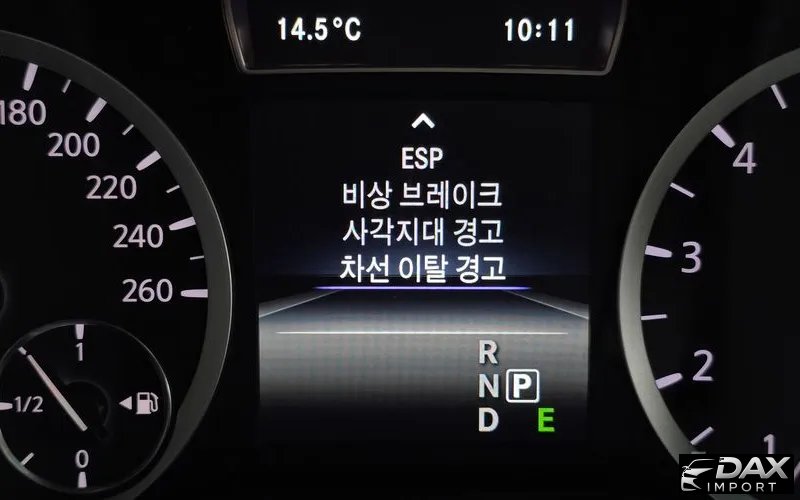 14.5°C 10:11
180
200
220
240
260
1
1/2
0
ESP
비상 브레이크
사각지대 경고
차선 이탈 경고
R
N P
D E
4
3
2
1
DAX
IMPORT